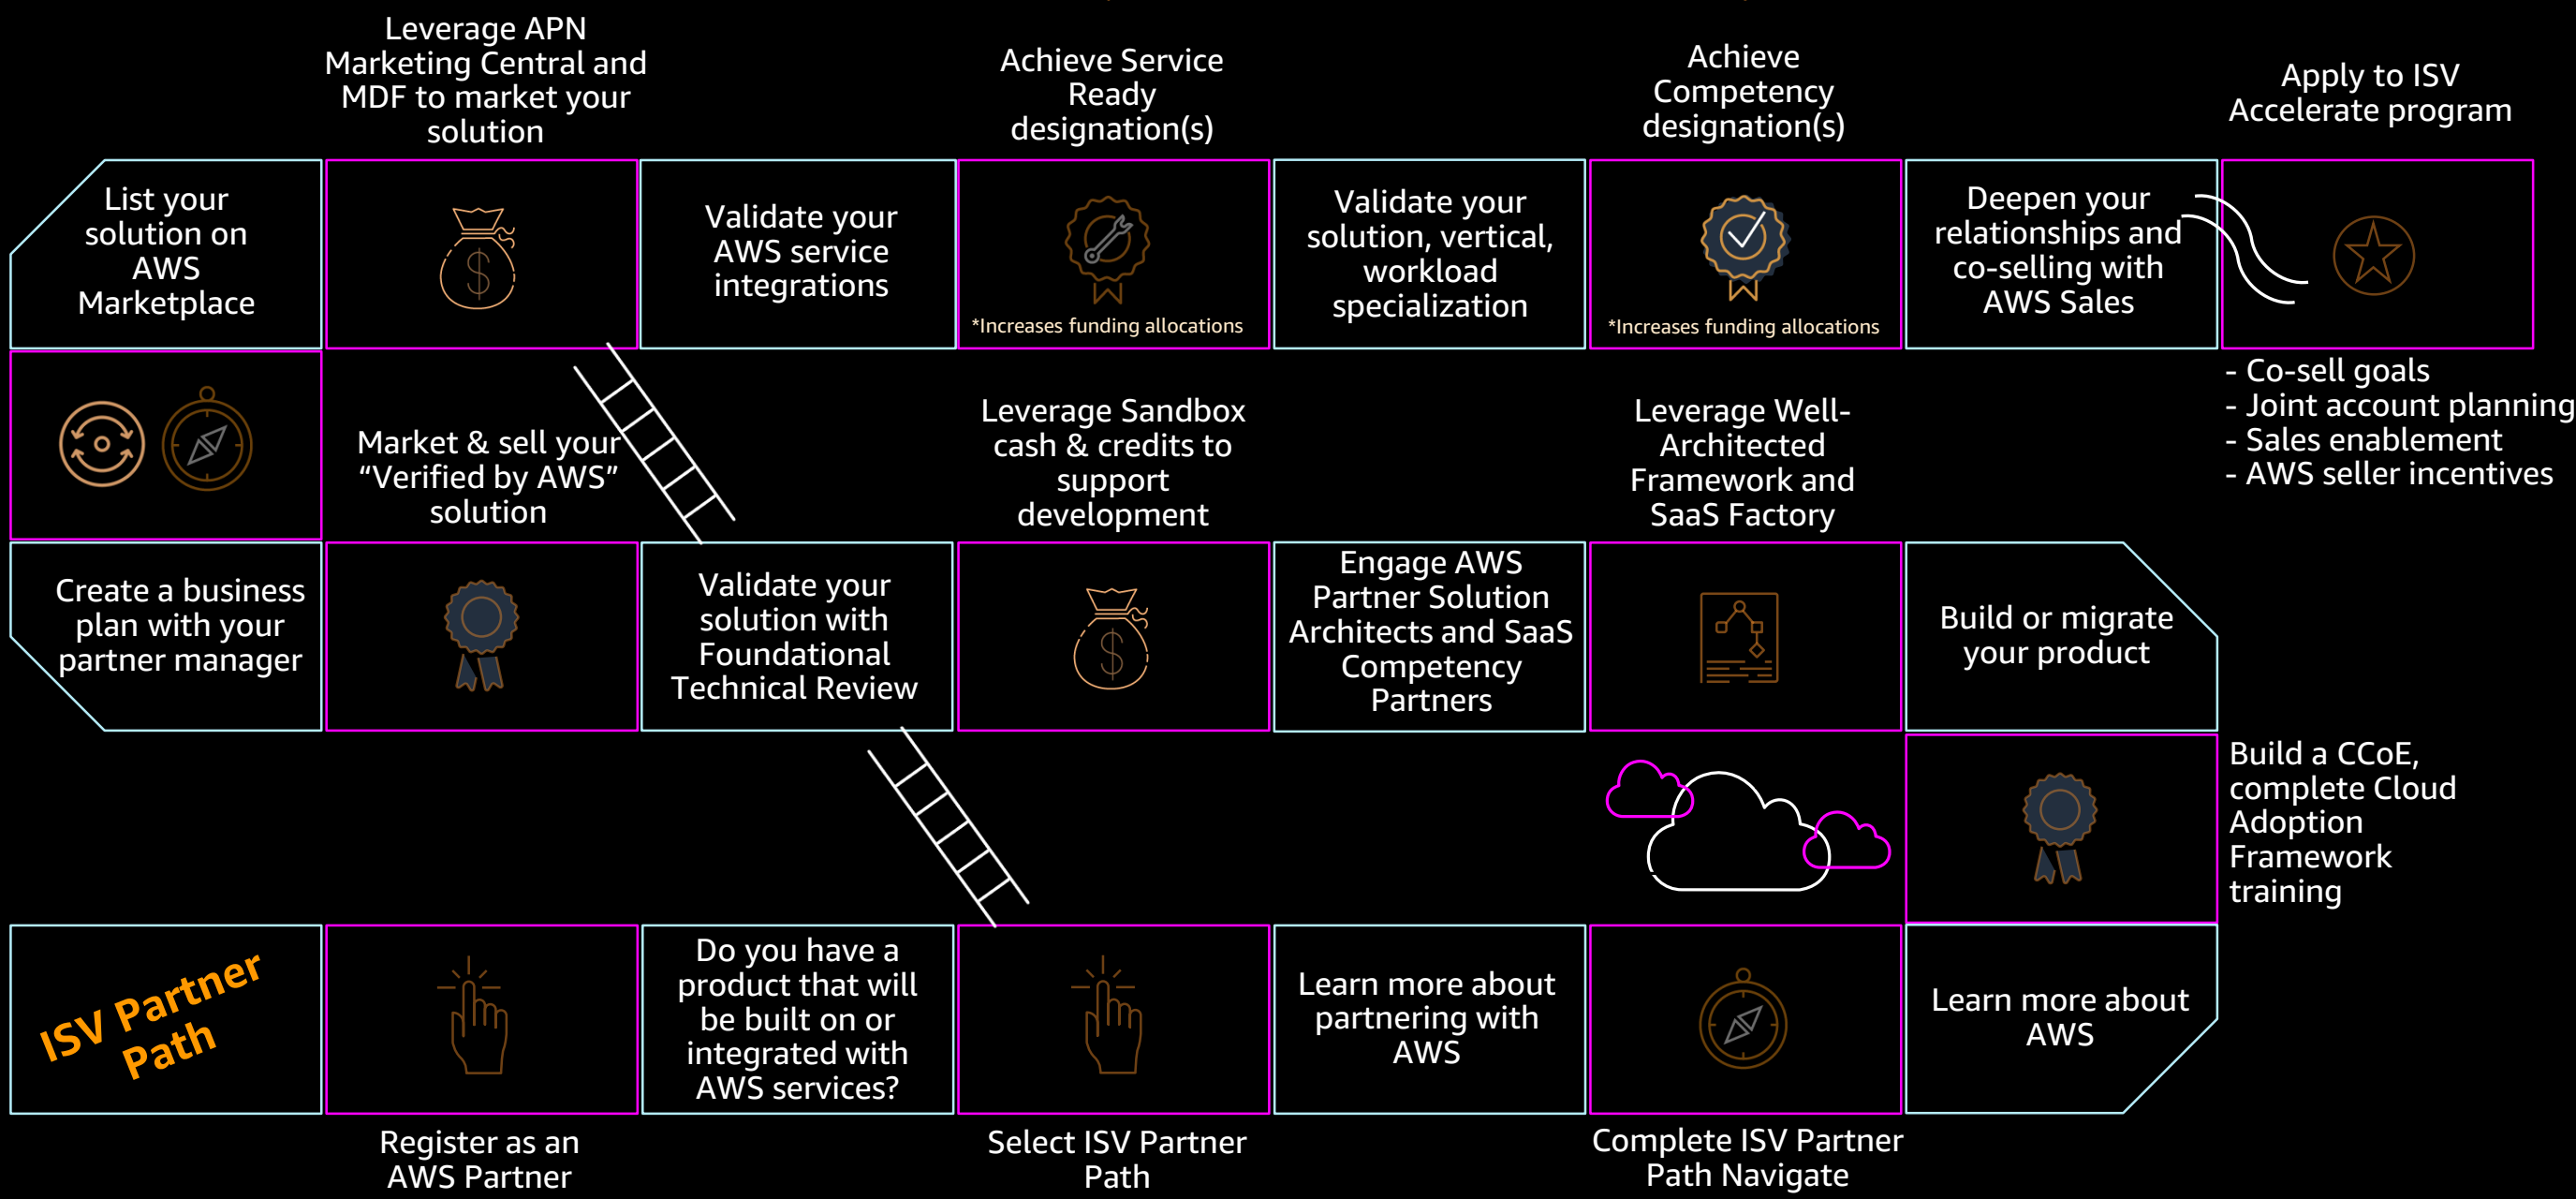 Leverage APN
Marketing Central and
MDF to market your
solution
Achieve Service
Ready
designation(s)
Achieve
Competency
designation(s)
Apply to ISV
Accelerate program
List your
solution on
AWS
Marketplace
Validate your
AWS service
integrations
*Increases funding allocations
Validate your
solution, vertical,
workload
specialization
*Increases funding allocations
Deepen your
relationships and
co-selling with
AWS Sales
- Co-sell goals
- Joint account planning
- Sales enablement
- AWS seller incentives
Market & sell your
“Verified by AWS”
solution
Leverage Sandbox
cash & credits to
support
development
Leverage Well-
Architected
Framework and
SaaS Factory
Create a business
plan with your
partner manager
Validate your
solution with
Foundational
Technical Review
Engage AWS
Partner Solution
Architects and SaaS
Competency
Partners
Build or migrate
your product
Build a CCoE,
complete Cloud
Adoption
Framework
training
ISV Partner
Path
Do you have a
product that will
be built on or
integrated with
AWS services?
Learn more about
partnering with
AWS
Learn more about
AWS
Register as an
AWS Partner
Select ISV Partner
Path
Complete ISV Partner
Path Navigate